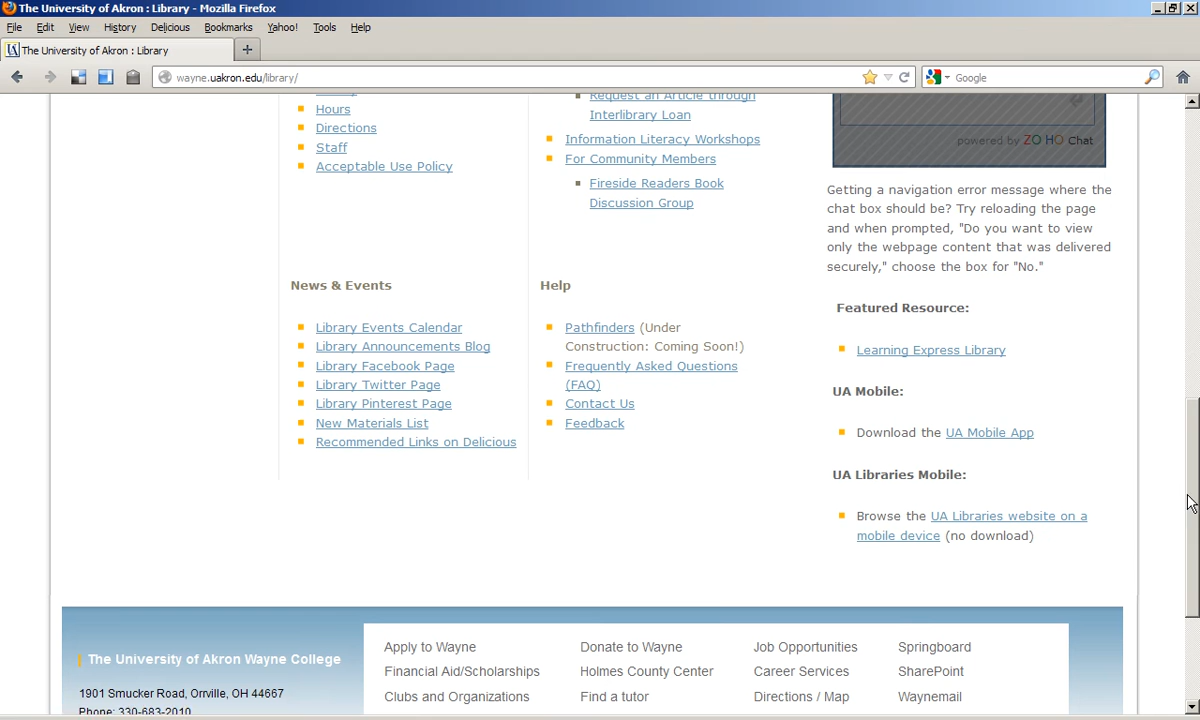 The University of Akron : Library - Mozilla Firefox
File Edit View History Delicious Bookmarks Yahoo! Tools Help
The University of Akron : Library
wayne.uakron.edu/library/
Google
Hours
Directions
Staff
Acceptable Use Policy
Request an Article through
Interlibrary Loan
Information Literacy Workshops
For Community Members
Fireside Readers Book
Discussion Group
powered by ZOHO Chat
Getting a navigation error message where the
chat box should be? Try reloading the page
and when prompted, "Do you want to view
only the webpage content that was delivered
securely," choose the box for "No."
News & Events
Library Events Calendar
Library Announcements Blog
Library Facebook Page
Library Twitter Page
Library Pinterest Page
New Materials List
Recommended Links on Delicious
Help
Pathfinders (Under
Construction: Coming Soon!)
Frequently Asked Questions
(FAQ)
Contact Us
Feedback
Featured Resource:
Learning Express Library
UA Mobile:
Download the UA Mobile App
UA Libraries Mobile:
Browse the UA Libraries website on a
mobile device (no download)
The University of Akron Wayne College
1901 Smucker Road, Orrville, OH 44667
Phone: 330-683-2010
Apply to Wayne
Financial Aid/Scholarships
Clubs and Organizations
Donate to Wayne
Holmes County Center
Find a tutor
Job Opportunities
Career Services
Directions / Map
Springboard
SharePoint
Waynemail